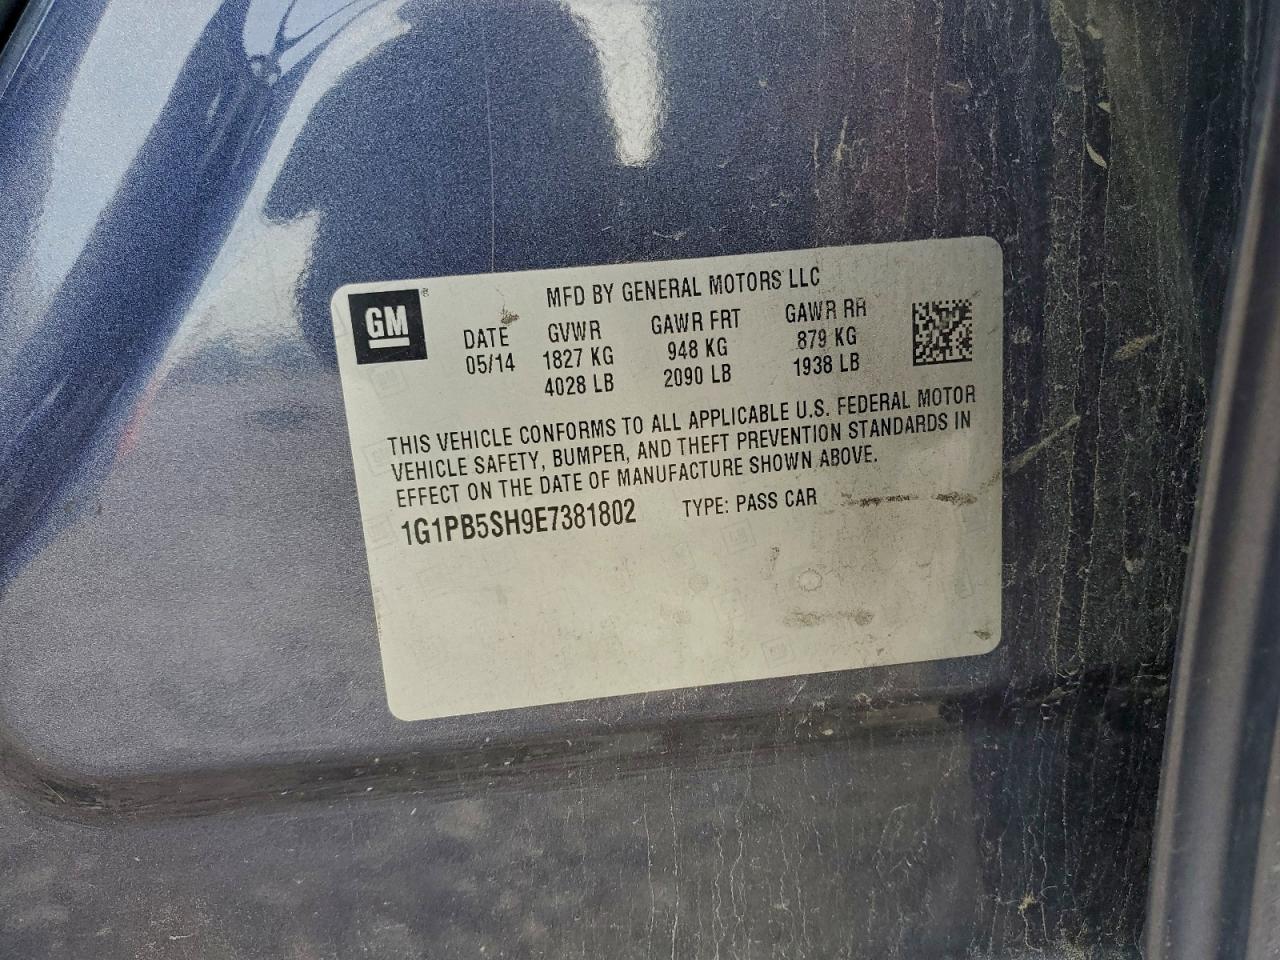 GM
MFD BY GENERAL MOTORS LLC
DATE GVWR GAWR FRT GAWR RR
05/14 1827 KG 948 KG 879 KG
4028 LB 2090 LB 1938 LB
THIS VEHICLE CONFORMS TO ALL APPLICABLE U.S. FEDERAL MOTOR
VEHICLE SAFETY, BUMPER, AND THEFT PREVENTION STANDARDS IN
EFFECT ON THE DATE OF MANUFACTURE SHOWN ABOVE.
1G1PB5SH9E7381802 TYPE: PASS CAR